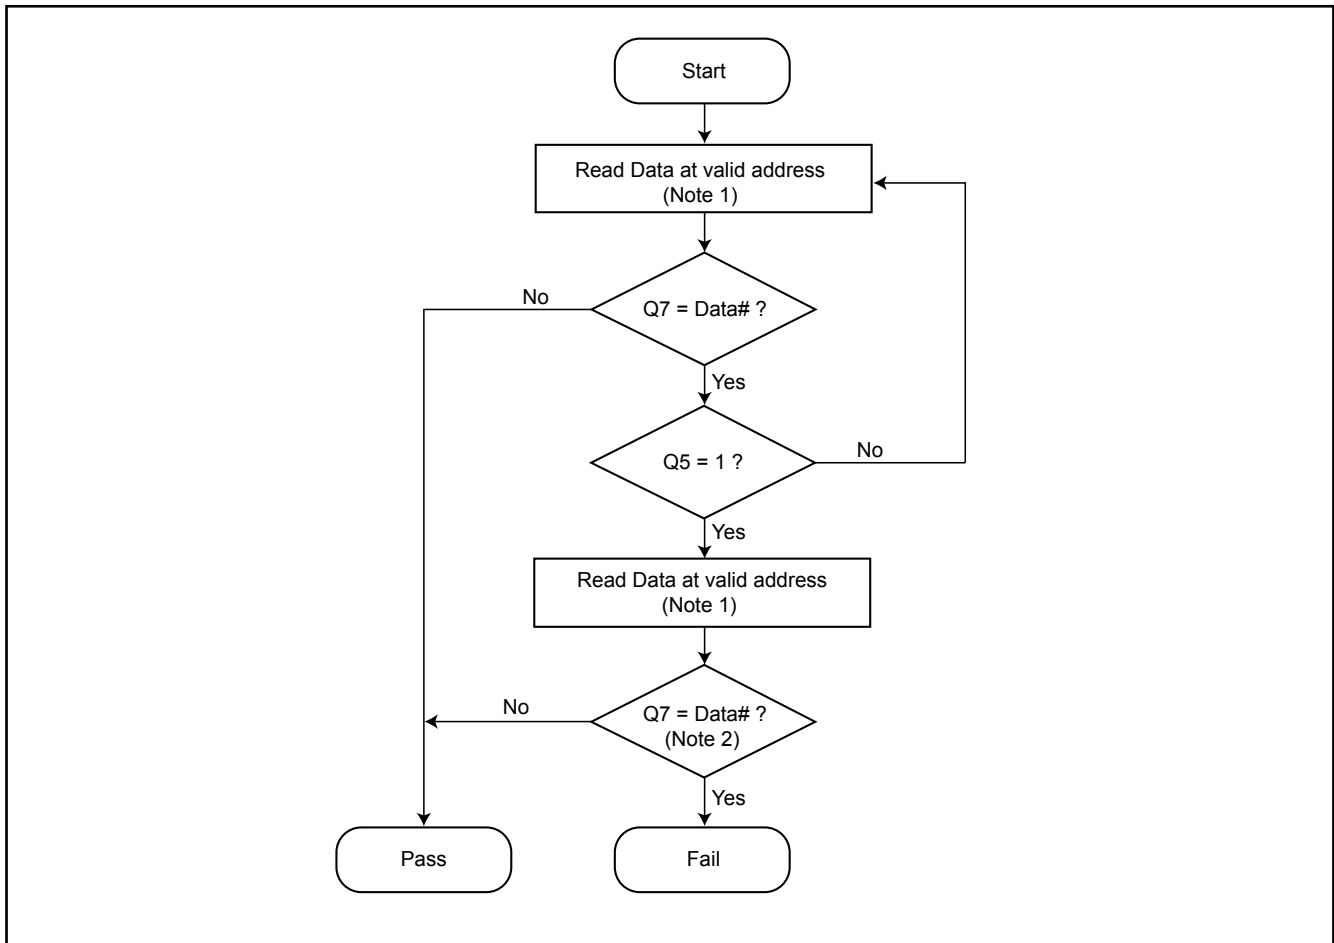 Start
Read Data at valid address
(Note 1)
Q7 = Data# ?
No
Yes
Q5 = 1 ?
No
Yes
Read Data at valid address
(Note 1)
Q7 = Data# ?
(Note 2)
No
Yes
Pass
Fail